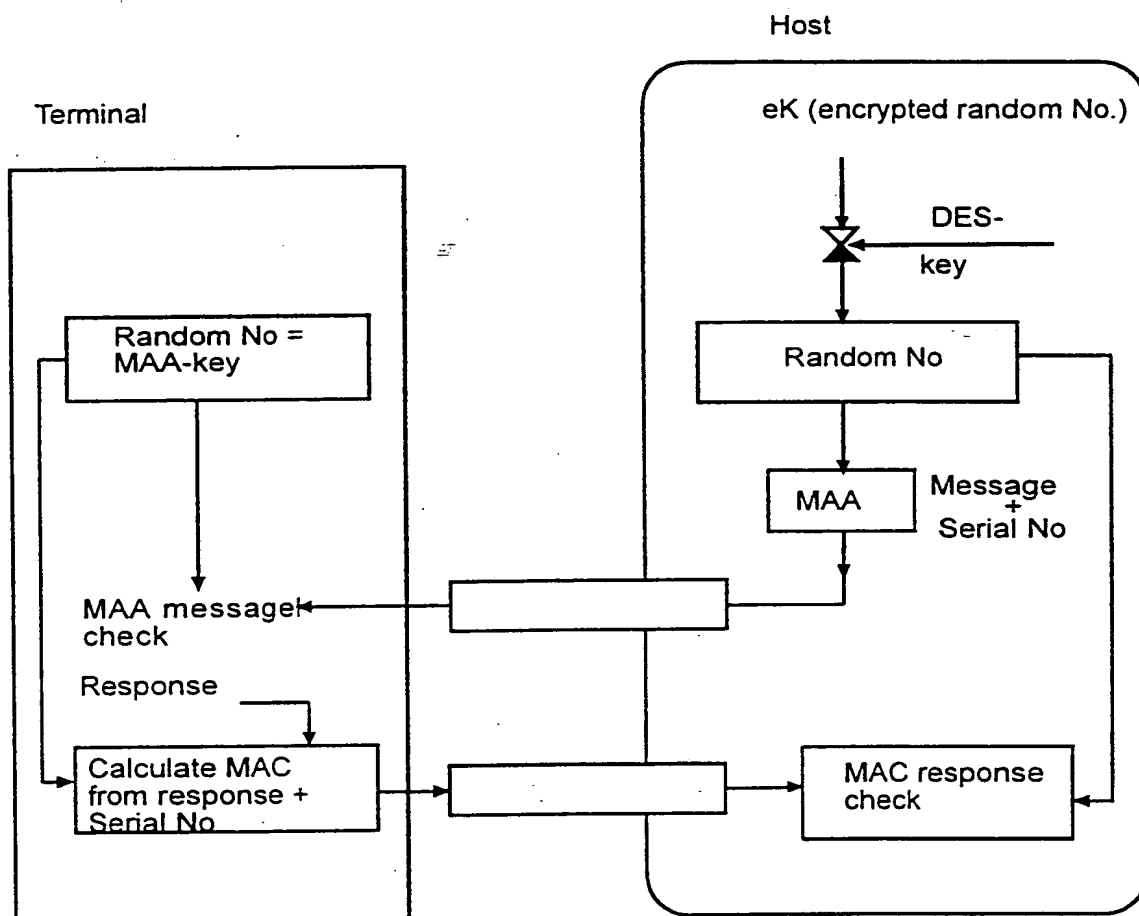 Host
Terminal
eK (encrypted random No.)
DES-
key
Random No =
MAA-key
Random No
MAA
Message
+
Serial No
MAA message
check
Response
Calculate MAC
from response +
Serial No
MAC response
check